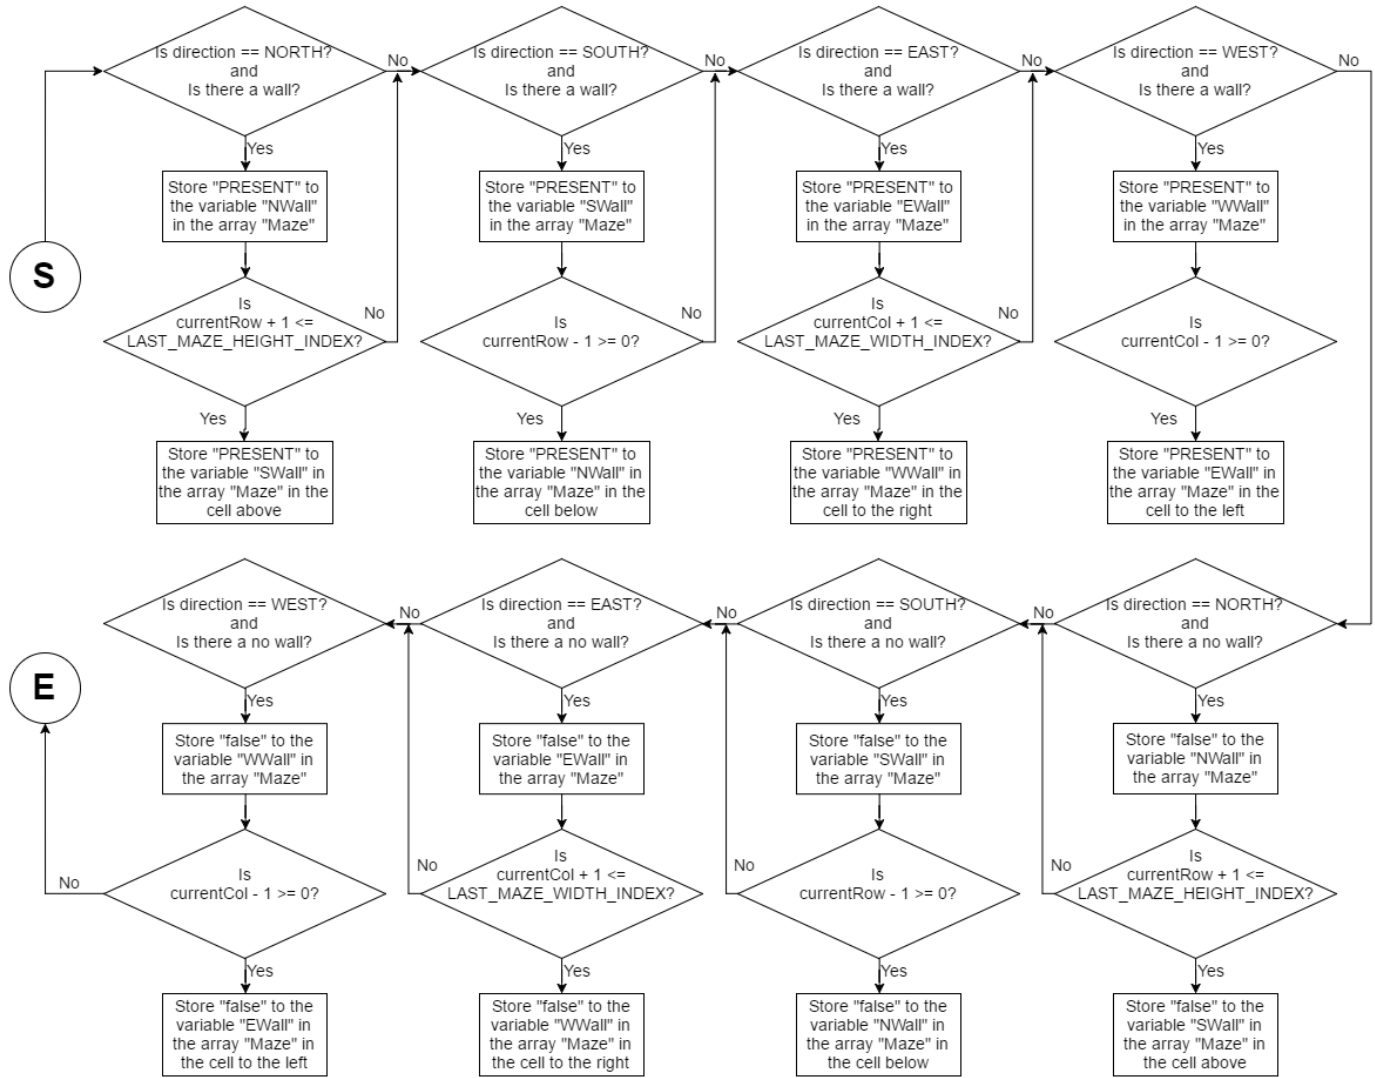 Is direction == NORTH?
and
Is there a wall?
No
Is direction == SOUTH?
and
Is there a wall?
No
Is direction == EAST?
and
Is there a wall?
No
Is direction == WEST?
and
Is there a wall?
No
Yes
Yes
Yes
Yes
Store "PRESENT" to
the variable "NWall"
in the array "Maze"
Store "PRESENT" to
the variable "SWall"
in the array "Maze"
Store "PRESENT" to
the variable "EWall"
in the array "Maze"
Store "PRESENT" to
the variable "WWall"
in the array "Maze"
S
Is
currentRow + 1 <=
LAST_MAZE_HEIGHT_INDEX?
No
Is
currentRow - 1 >= 0?
No
Is
currentCol + 1 <=
LAST_MAZE_WIDTH_INDEX?
No
Is
currentCol - 1 >= 0?
Yes
Yes
Yes
Yes
Store "PRESENT" to
the variable "SWall" in
the array "Maze" in the
cell above
Store "PRESENT" to
the variable "NWall" in
the array "Maze" in the
cell below
Store "PRESENT" to
the variable "WWall" in
the array "Maze" in the
cell to the right
Store "PRESENT" to
the variable "EWall" in
the array "Maze" in the
cell to the left
Is direction == WEST?
and
Is there a no wall?
No
Is direction == EAST?
and
Is there a no wall?
No
Is direction == SOUTH?
and
Is there a no wall?
No
Is direction == NORTH?
and
Is there a no wall?
E
Yes
Yes
Yes
Yes
Store "false" to the
variable "WWall" in
the array "Maze"
Store "false" to the
variable "EWall" in
the array "Maze"
Store "false" to the
variable "SWall" in
the array "Maze"
Store "false" to the
variable "NWall" in
the array "Maze"
No
Is
currentCol - 1 >= 0?
No
Is
currentCol + 1 <=
LAST_MAZE_WIDTH_INDEX?
No
Is
currentRow - 1 >= 0?
No
Is
currentRow + 1 <=
LAST_MAZE_HEIGHT_INDEX?
Yes
Yes
Yes
Yes
Store "false" to the
variable "EWall" in
the array "Maze" in
the cell to the left
Store "false" to the
variable "WWall" in
the array "Maze" in
the cell to the right
Store "false" to the
variable "NWall" in
the array "Maze" in
the cell below
Store "false" to the
variable "SWall" in
the array "Maze" in
the cell above